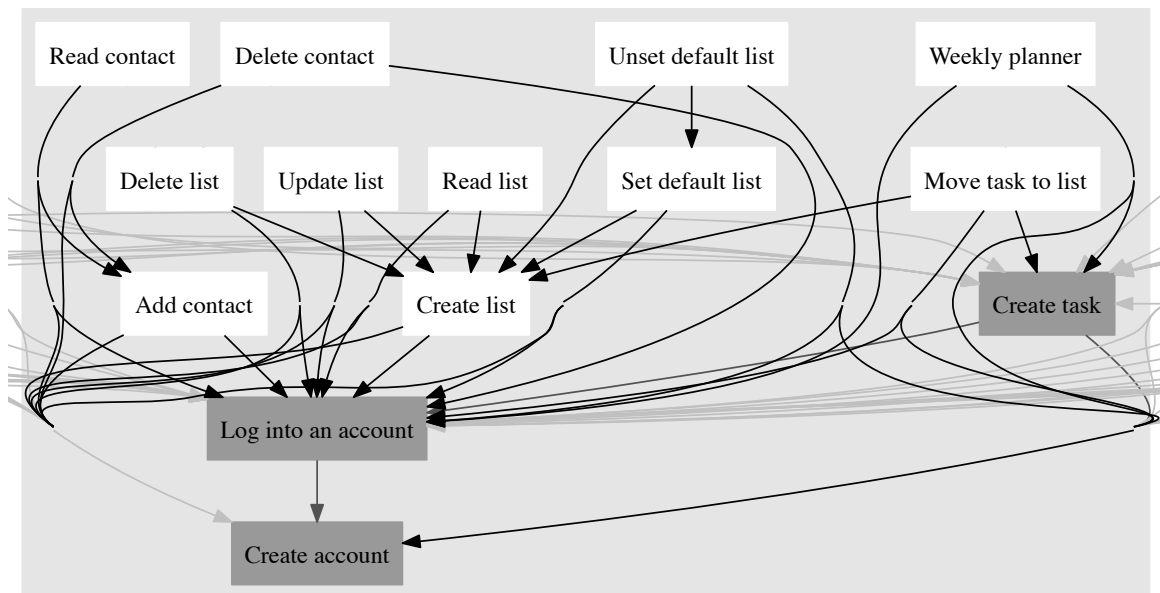 Read contact
Delete contact
Unset default list
Weekly planner
Delete list
Update list
Read list
Set default list
Move task to list
Add contact
Create list
Create task
Log into an account
Create account